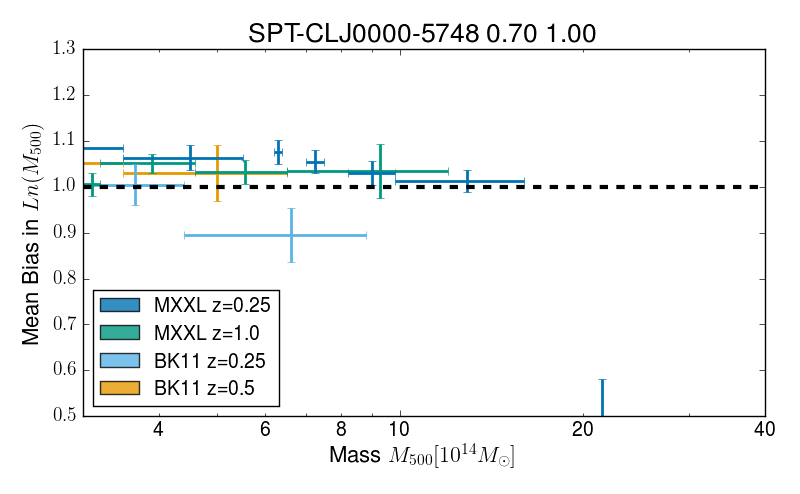 SPT-CLJ0000-5748 0.70 1.00
1.3
1.2
1.1
1.0
0.9
0.8
0.7
0.6
0.5
Mean Bias in Ln(M500)
MXXL z=0.25
MXXL z=1.0
BK11 z=0.25
BK11 z=0.5
4 6 8 10 20 40
Mass M500[10^14 M⊙]